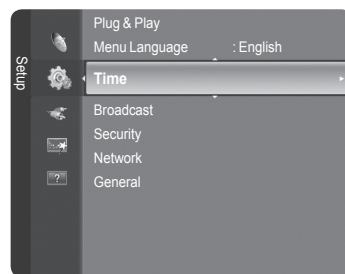 Setup
Plug & Play
Menu Language : English
Time
Broadcast
Security
Network
General